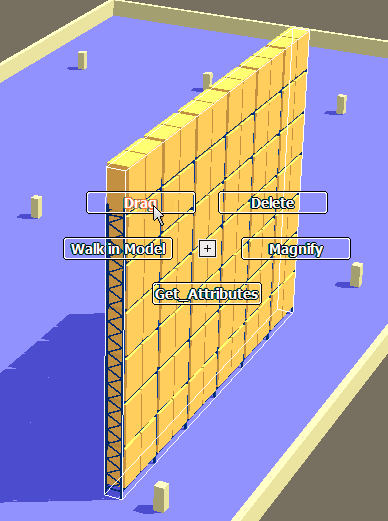 Drag
Delete
Walk in Model
Magnify
Get_Attributes